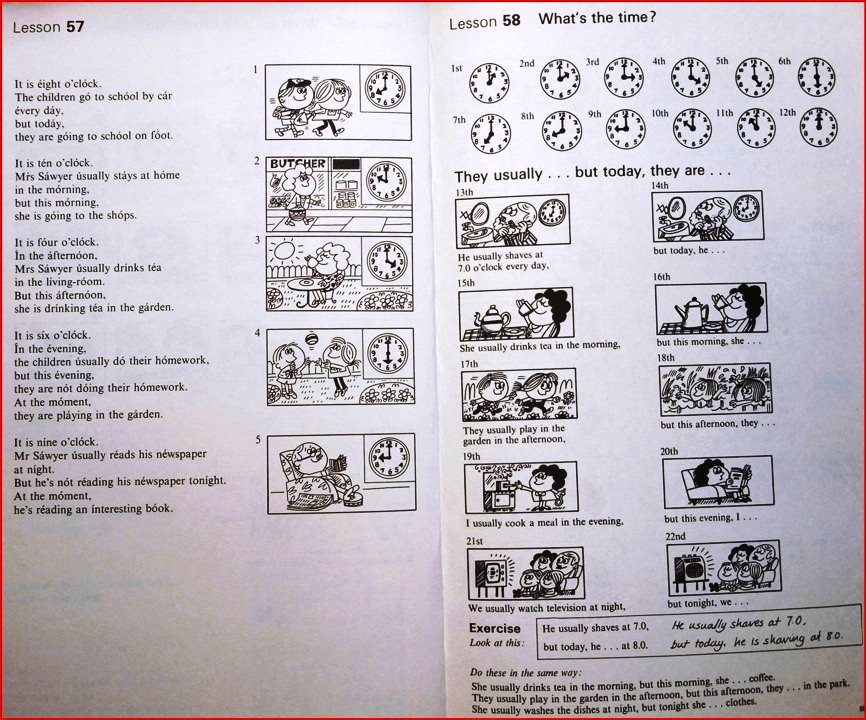 Lesson 57
It is éight o'clóck.
The children gó to schóol by cár
évery dáy,
but todáy,
they are góing to school on fóot.
1
It is tén o'clóck.
Mŕs Sáwyer úsually stáys at hóme
in the mórning,
but this mórning,
she is góing to the shóps.
2
BUTCHER
It is fóur o'clóck.
Ín the áfternóon,
Mrs Sáwyer úsually drinks téa
in the living-róom.
But this áfternóon,
she is drinking téa in the gárden.
3
It is síx o'clóck.
Ín the évening,
the children úsually dó their hómework,
but this évening,
they are nót dóing their hómework.
At the móment,
they are pláying in the gárden.
4
It is nine o'clóck.
Mr Sáwyer úsually réads his néwspaper
at níght.
But he's nót réading his néwspaper toníght.
At the móment,
he's réading an ínteresting bóok.
5
Lesson 58 What's the time?
1st 2nd 3rd 4th 5th 6th
7th 8th 9th 10th 11th 12th
They usually . . . but today, they are . . .
13th
He usually shaves at
7.0 o'clock every day,
14th
but today, he . . .
15th
She usually drinks tea in the morning,
16th
but this morning, she . . .
17th
They usually play in the
garden in the afternoon,
18th
but this afternoon, they . . .
19th
I usually cook a meal in the evening,
20th
but this evening, I . . .
21st
We usually watch television at night,
22nd
but tonight, we . . .
Exercise
Look at this:
He usually shaves at 7.0,
but today, he . . . at 8.0.
He usually shaves at 7.0,
but today, he is shaving at 8.0.
Do these in the same way:
She usually drinks tea in the morning, but this morning, she . . . coffee.
They usually play in the garden in the afternoon, but this afternoon, they . . . in the park.
She usually washes the dishes at night, but tonight she . . . clothes.